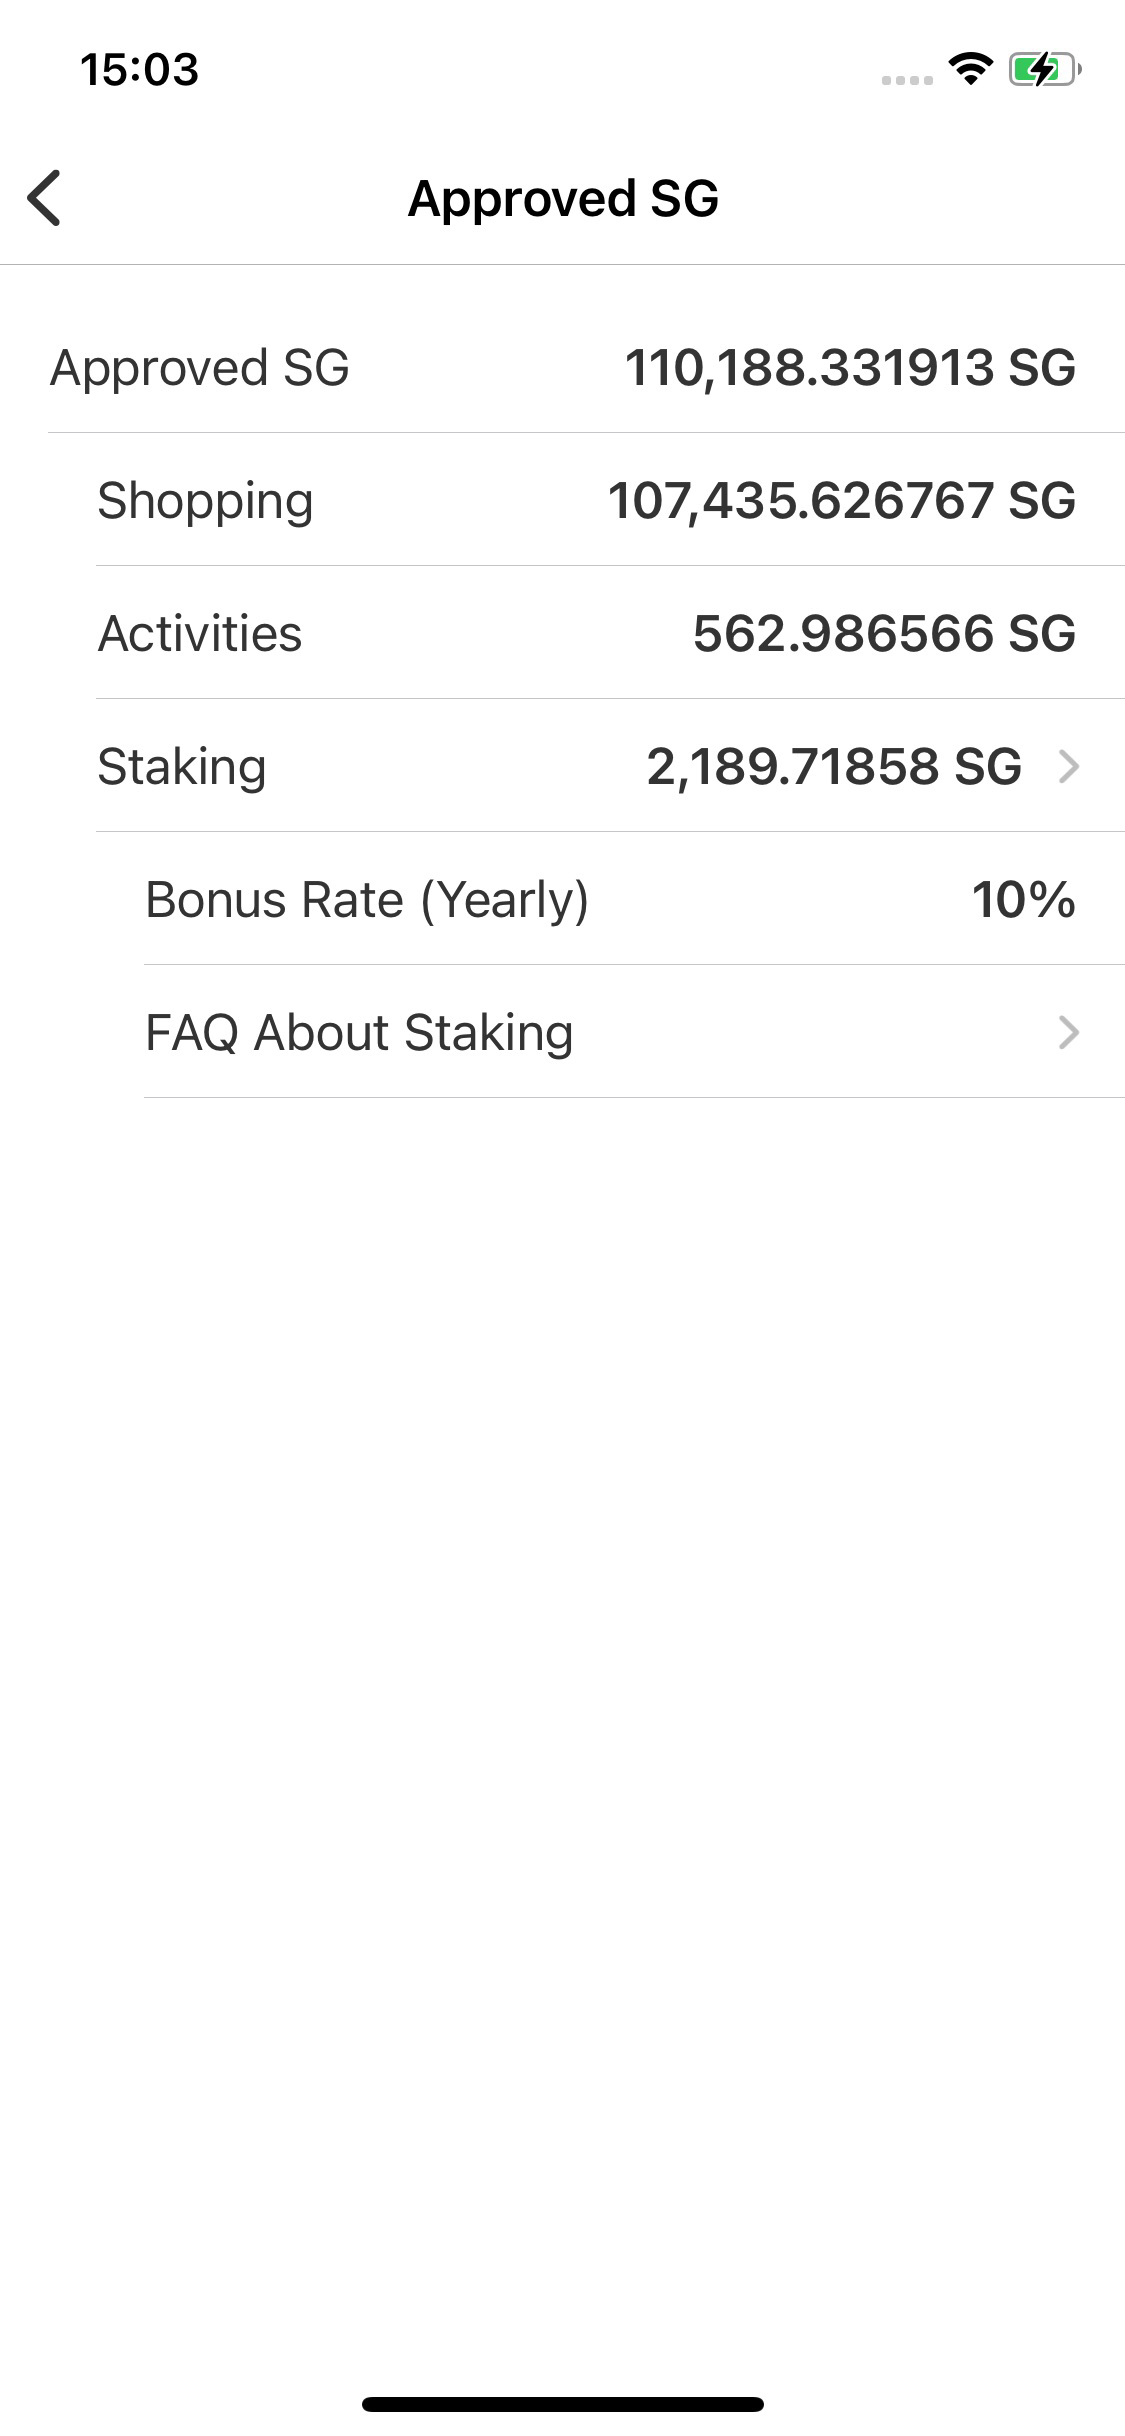 15:03
Approved SG
Approved SG 110,188.331913 SG
Shopping 107,435.626767 SG
Activities 562.986566 SG
Staking 2,189.71858 SG
Bonus Rate (Yearly) 10%
FAQ About Staking